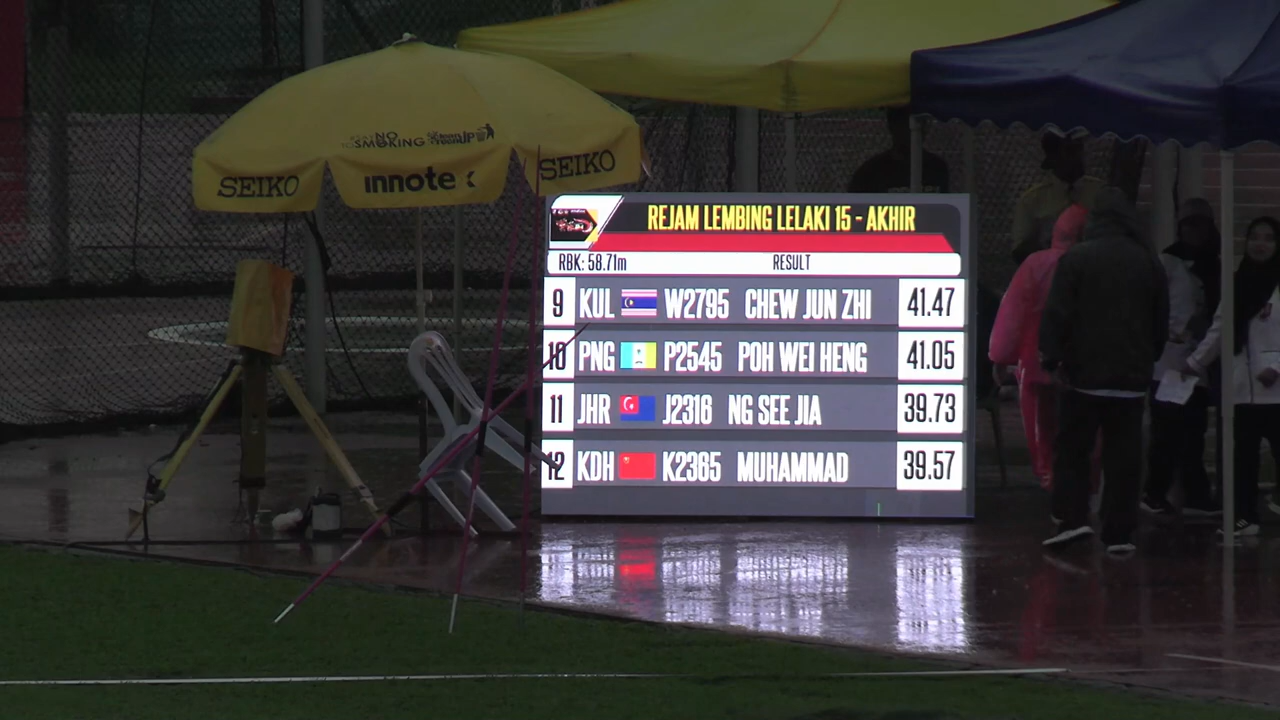 NO
SMOKING
SEIKO
innotex
SEIKO
REJAM LEMBING LELAKI 15 - AKHIR
RBK: 58.71m RESULT
9 KUL W2795 CHEW JUN ZHI 41.47
10 PNG P2545 POH WEI HENG 41.05
11 JHR J2316 NG SEE JIA 39.73
12 KDH K2365 MUHAMMAD 39.57